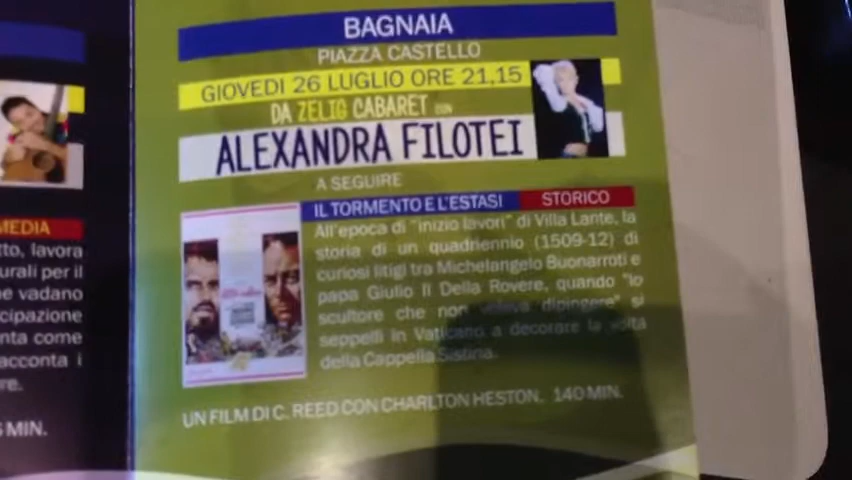 BAGNAIA
PIAZZA CASTELLO
GIOVEDI 26 LUGLIO ORE 21,15
DA ZELIG CABARET CON
ALEXANDRA FILOTEI
A SEGUIRE
IL TORMENTO E L'ESTASI STORICO
All'epoca di "inizio lavori" di Villa Lante, la
storia di un quadriennio (1509-12) di
curiosi litigi tra Michelangelo Buonarroti e
papa Giulio II Della Rovere, quando "lo
scultore che non voleva dipingere" si
seppellì in Vaticano a decorare la volta
della Cappella Sistina.
UN FILM DI C. REED CON CHARLTON HESTON. 140 MIN.
MEDIA
tto, lavora
urali per il
ne vadano
cipazione
nta come
acconta i
re.
MIN.